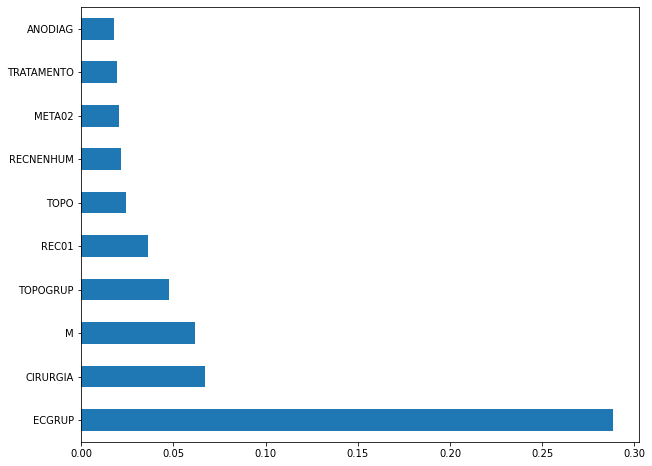 ANODIAG
TRATAMENTO
META02
RECNENHUM
TOPO
REC01
TOPOGRUP
M
CIRURGIA
ECGRUP
0.00 0.05 0.10 0.15 0.20 0.25 0.30